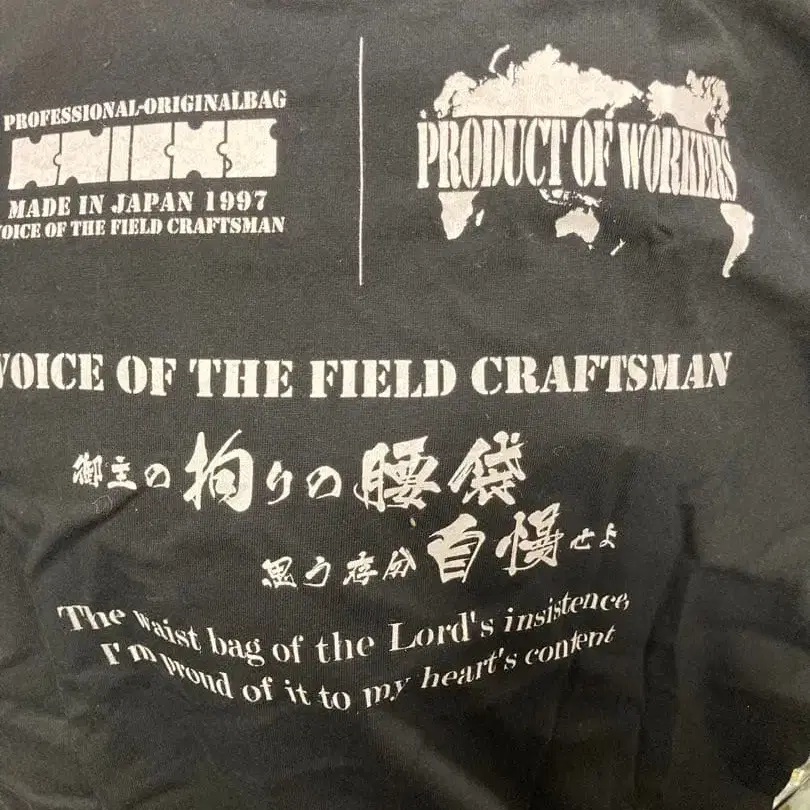 PROFESSIONAL-ORIGINALBAG
KNICKS
MADE IN JAPAN 1997
VOICE OF THE FIELD CRAFTSMAN
PRODUCT OF WORKERS
VOICE OF THE FIELD CRAFTSMAN
御主の拘りの腰袋
思う存分自慢せよ
The waist bag of the Lord's insistence,
I'm proud of it to my heart's content